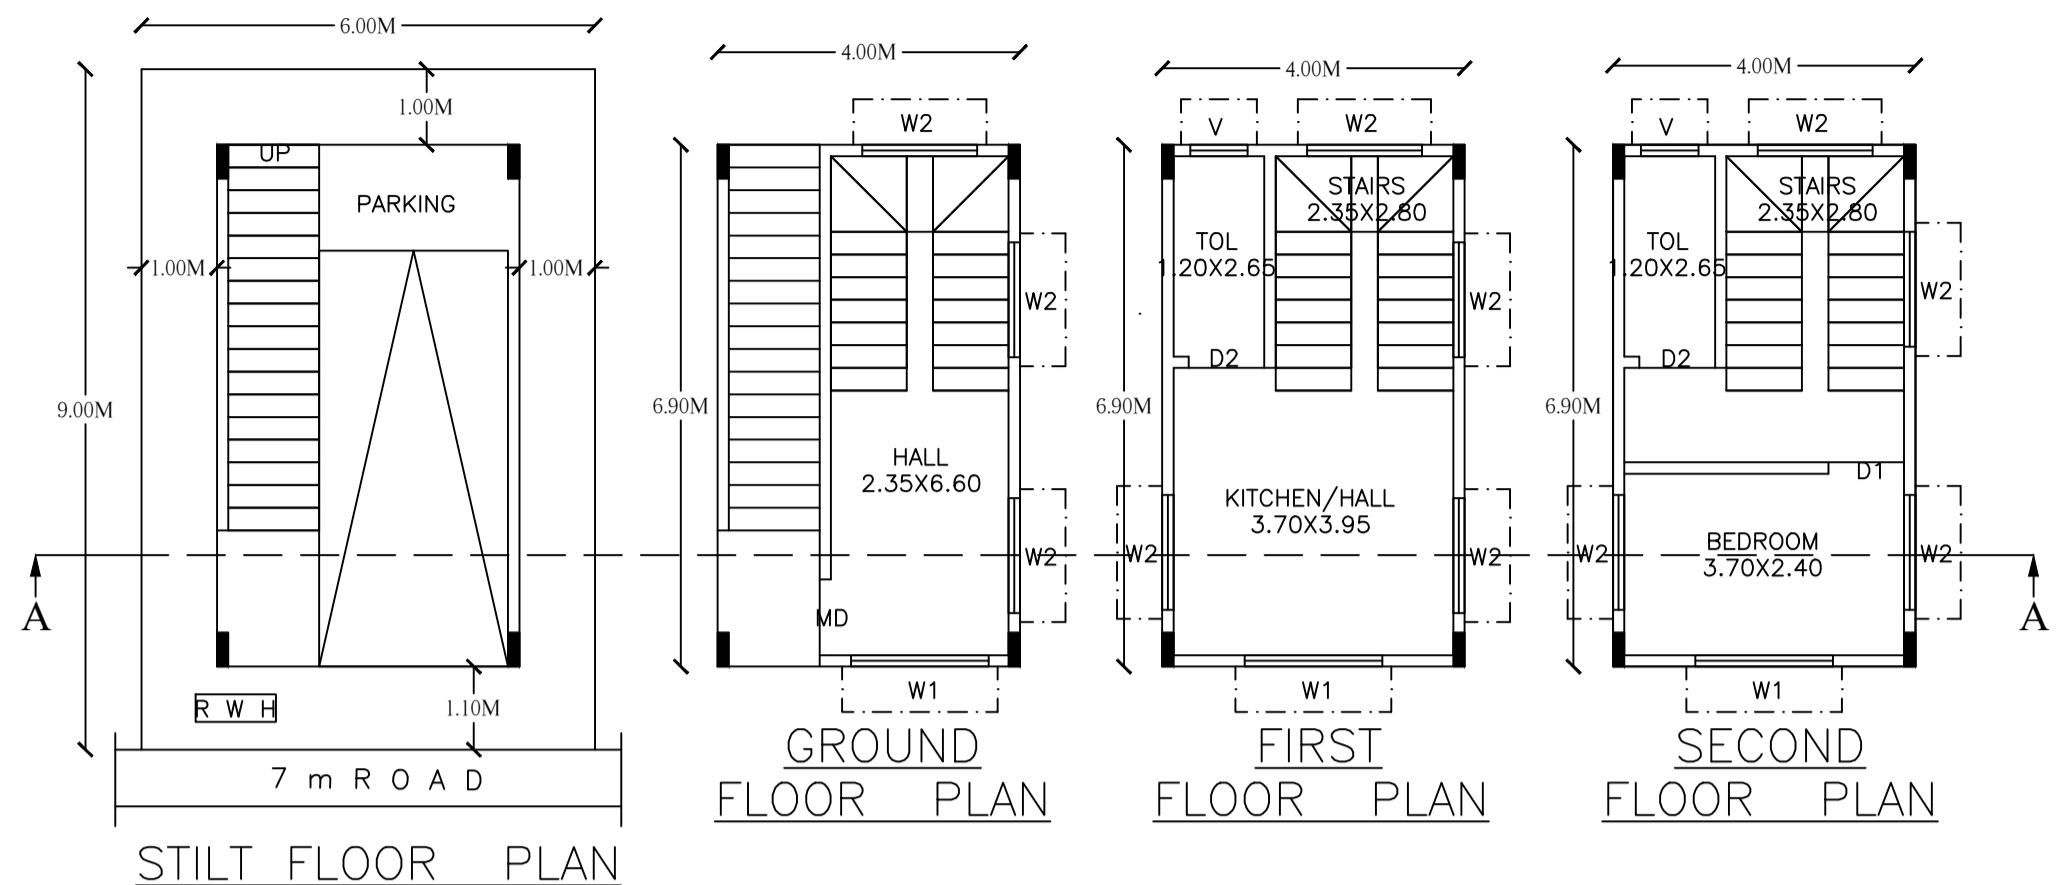 6.00M
1.00M
UP
PARKING
1.00M
1.00M
9.00M
A
R W H
1.10M
7 m R O A D
STILT FLOOR PLAN
4.00M
W2
W2
6.90M
HALL
2.35X6.60
W2
MD
W1
GROUND
FLOOR PLAN
4.00M
V
W2
STAIRS
2.35X2.80
TOL
1.20X2.65
W2
D2
6.90M
KITCHEN/HALL
3.70X3.95
W2
W2
W1
FIRST
FLOOR PLAN
4.00M
V
W2
STAIRS
2.35X2.80
TOL
1.20X2.65
W2
D2
6.90M
D1
BEDROOM
3.70X2.40
W2
W2
A
W1
SECOND
FLOOR PLAN